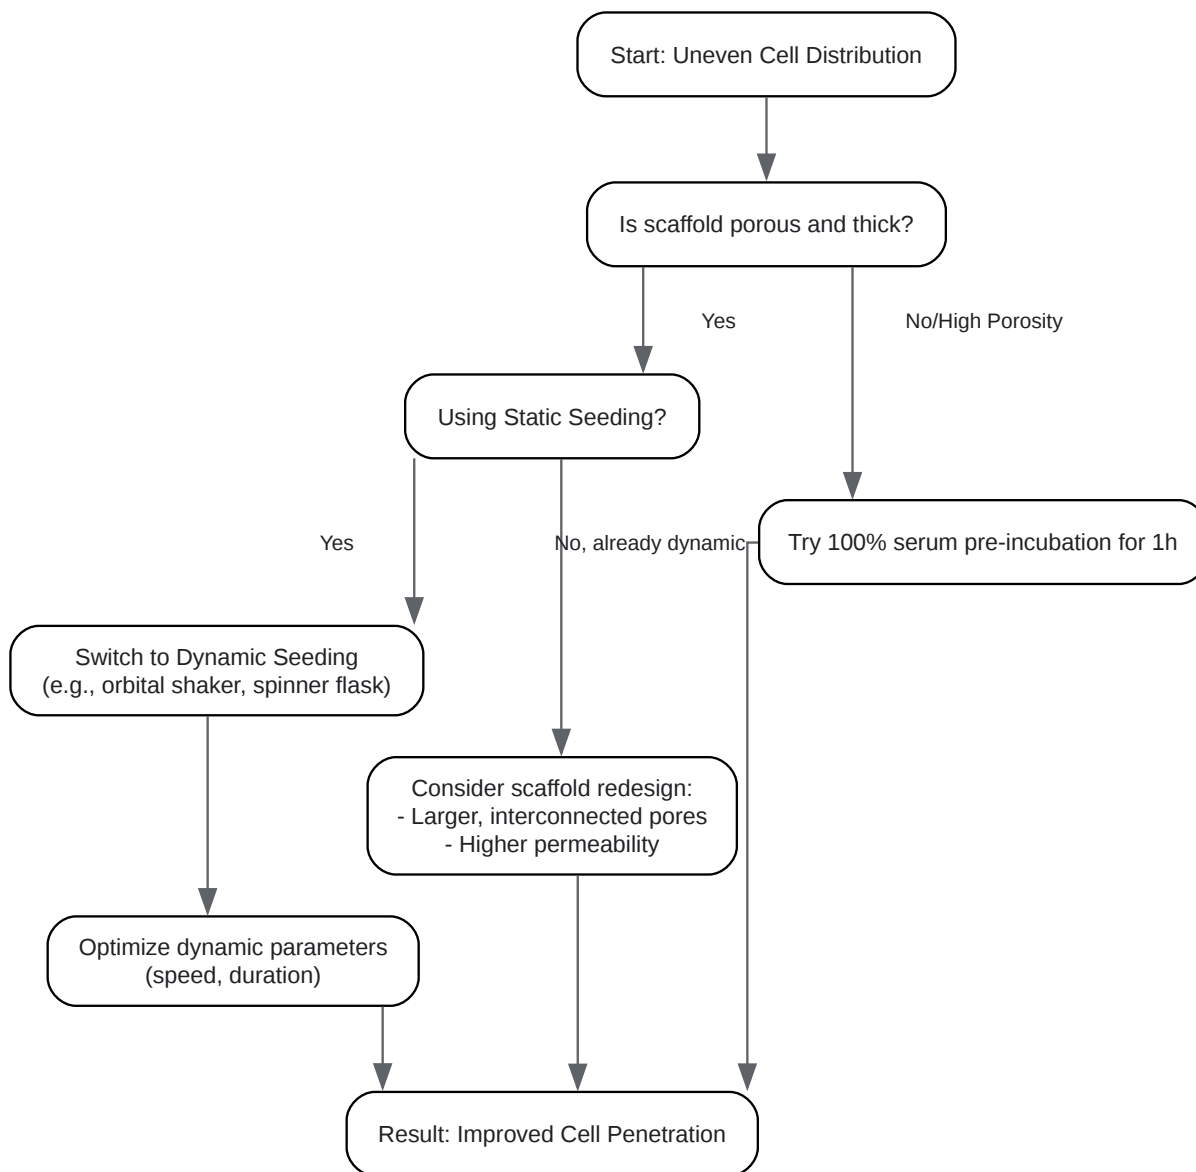 Start: Uneven Cell Distribution
Is scaffold porous and thick?
Yes
No/High Porosity
Using Static Seeding?
Yes
No, already dynamic
Try 100% serum pre-incubation for 1h
Switch to Dynamic Seeding
(e.g., orbital shaker, spinner flask)
Consider scaffold redesign:
- Larger, interconnected pores
- Higher permeability
Optimize dynamic parameters
(speed, duration)
Result: Improved Cell Penetration